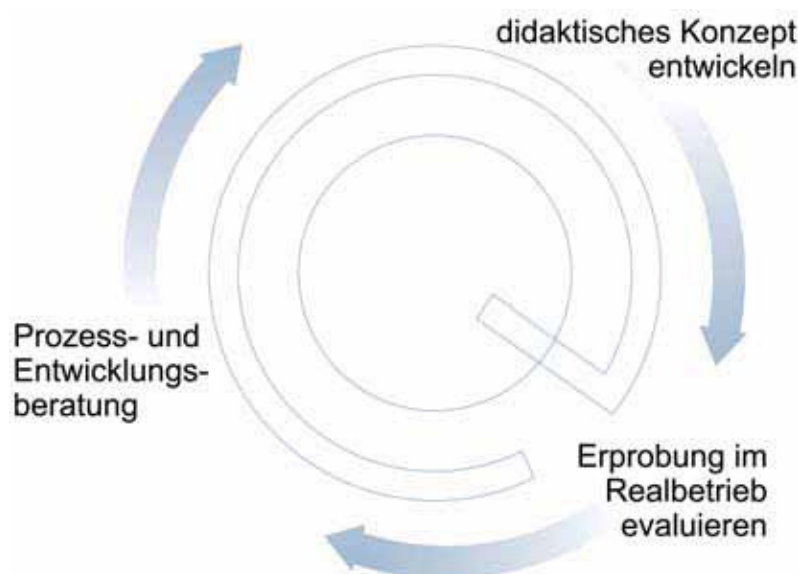 didaktisches Konzept
entwickeln
Prozess- und
Entwicklungs-
beratung
Erprobung im
Realbetrieb
evaluieren